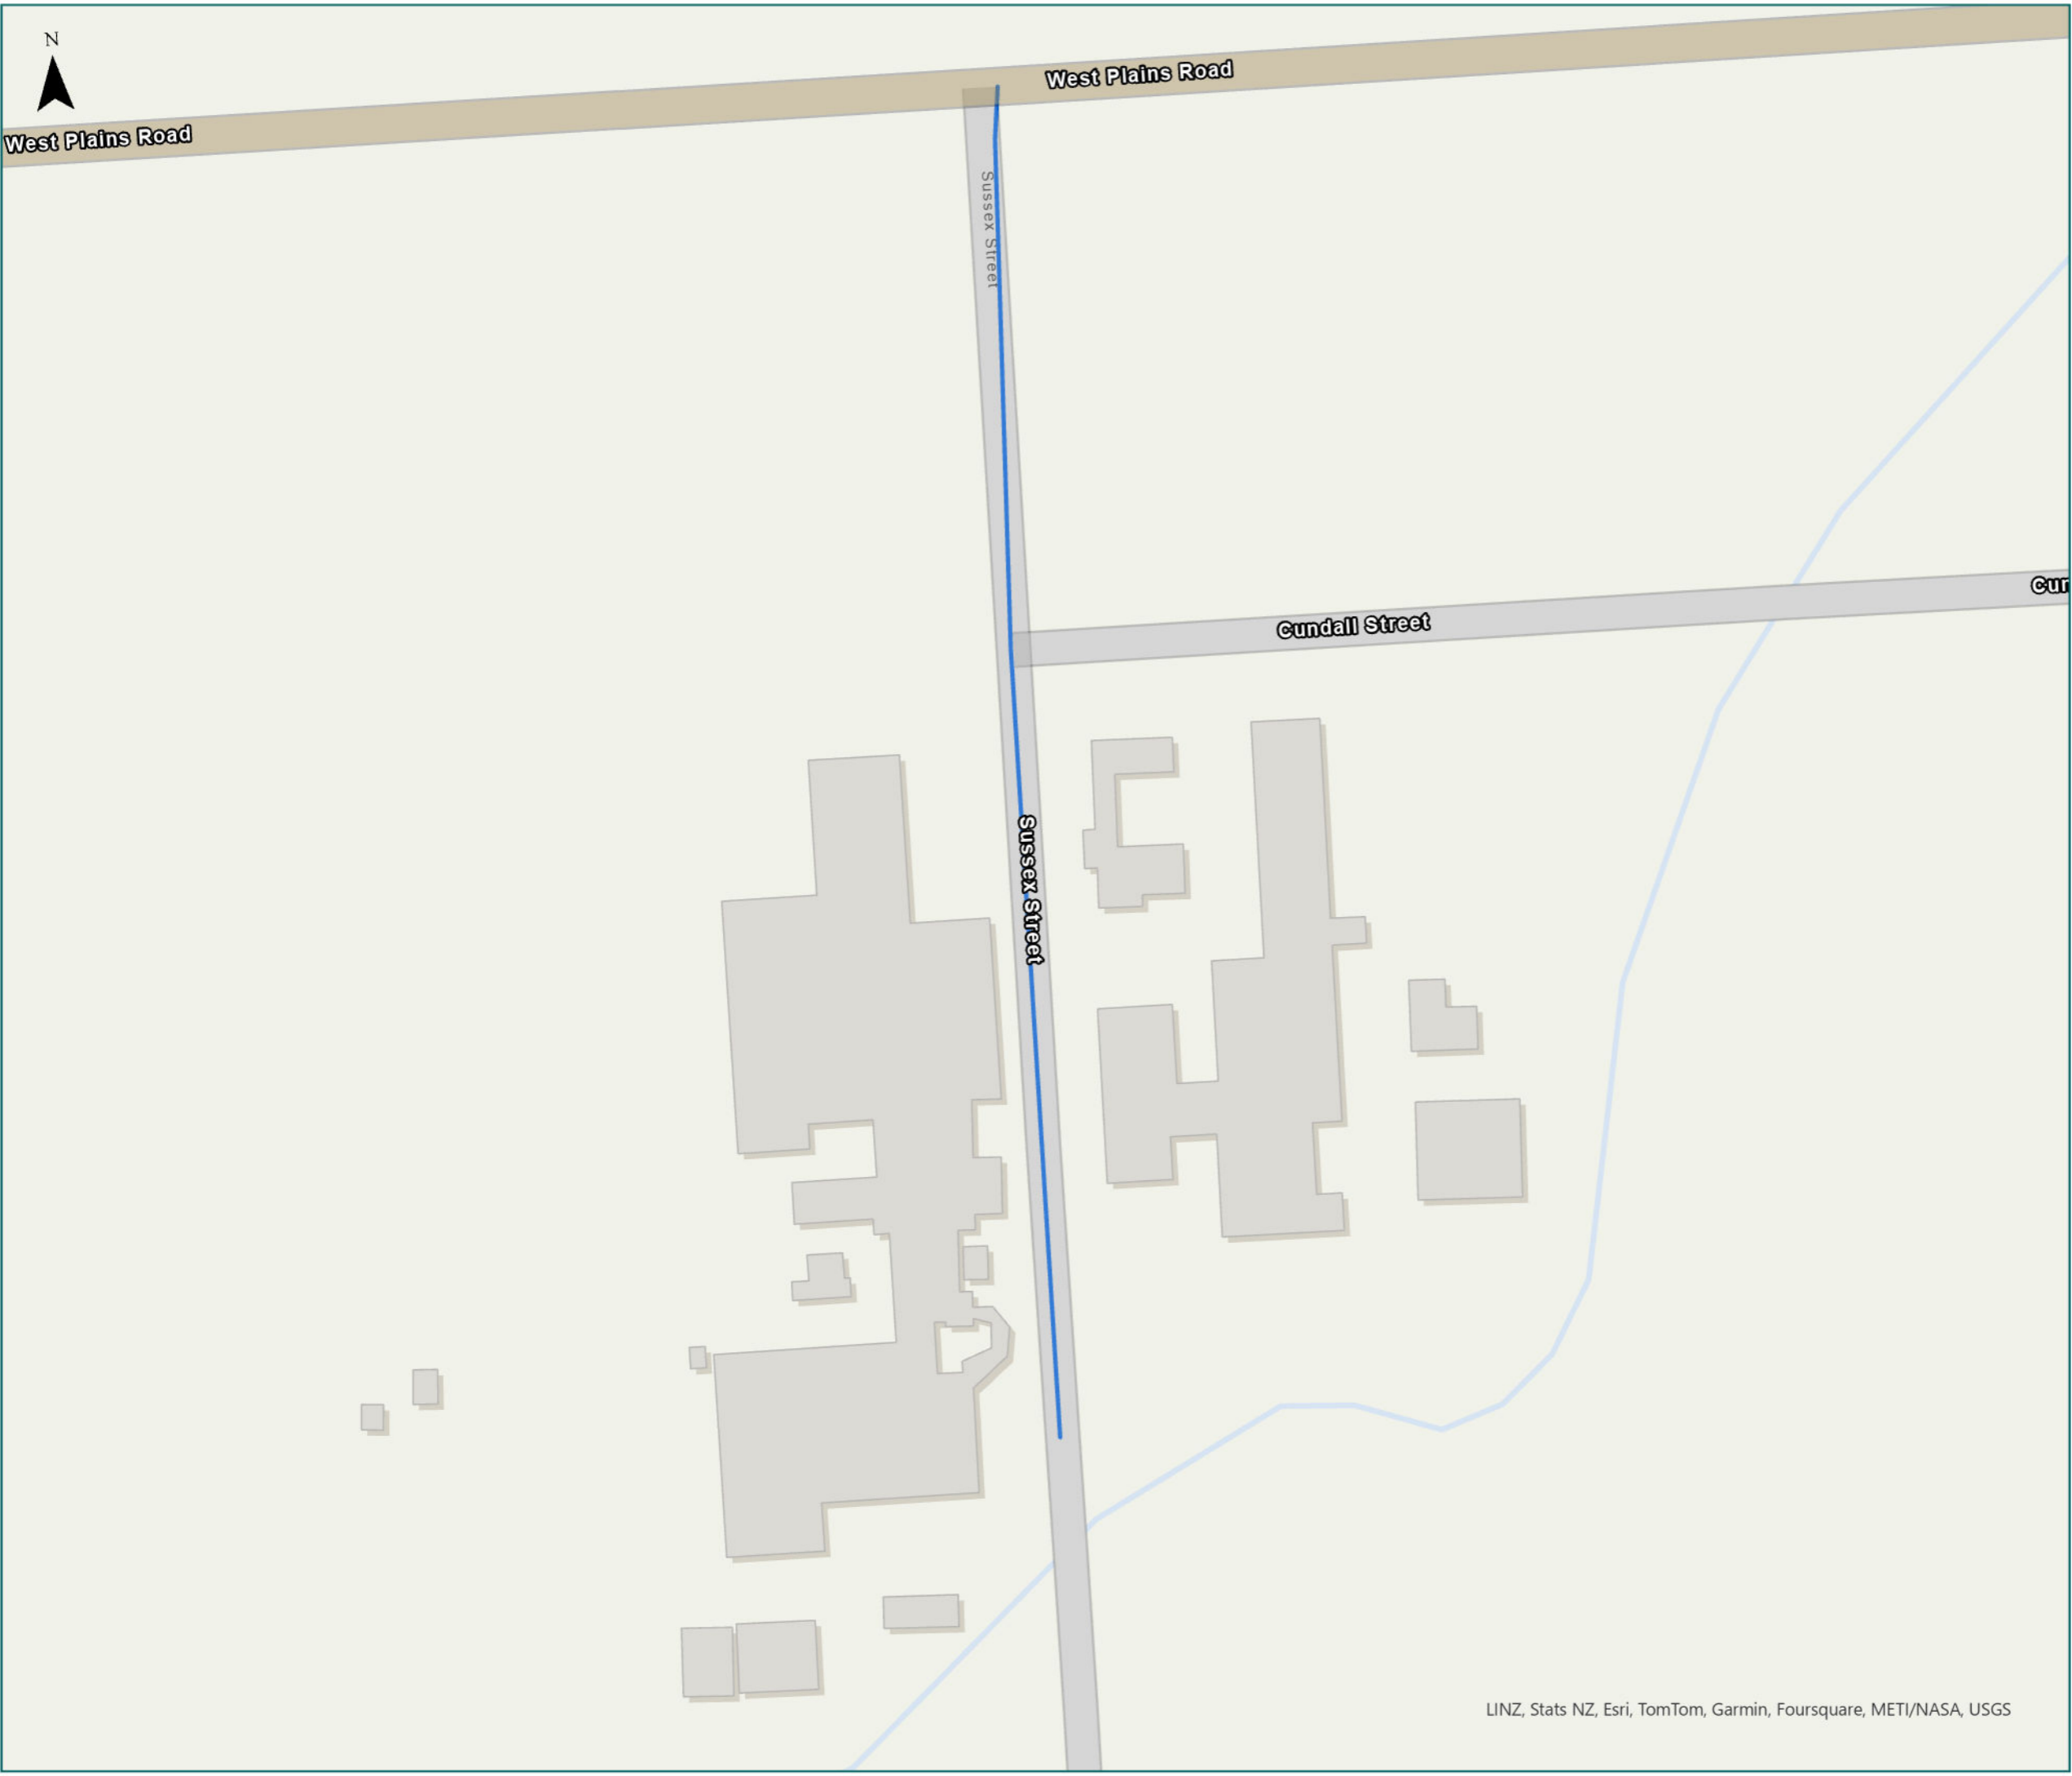 N
West Plains Road
West Plains Road
Sussex Street
Cundall Street
Cun
Sussex Street
LINZ, Stats NZ, Esri, TomTom, Garmin, Foursquare, METI/NASA, USGS